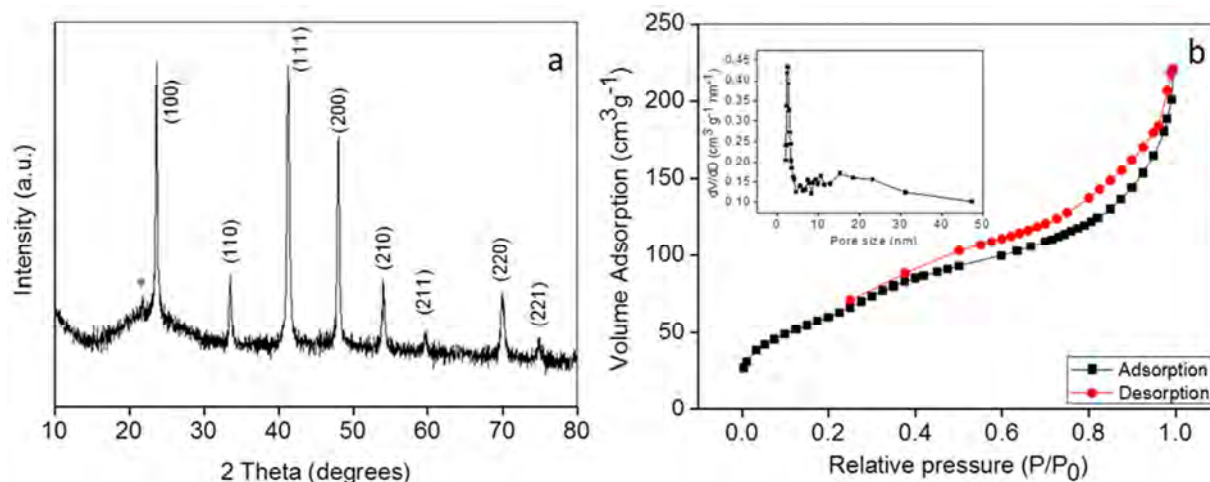 a
Intensity (a.u.)
(100)
(110)
(111)
(200)
(210)
(211)
(220)
(221)
10 20 30 40 50 60 70 80
2 Theta (degrees)
b
Volume Adsorption (cm³g⁻¹)
250
200
150
100
50
0
dV/dD (cm³ g⁻¹ nm⁻¹)
0.45
0.40
0.35
0.30
0.25
0.20
0.15
0.10
0 10 20 30 40 50
Pore size (nm)
Adsorption
Desorption
0.0 0.2 0.4 0.6 0.8 1.0
Relative pressure (P/P₀)